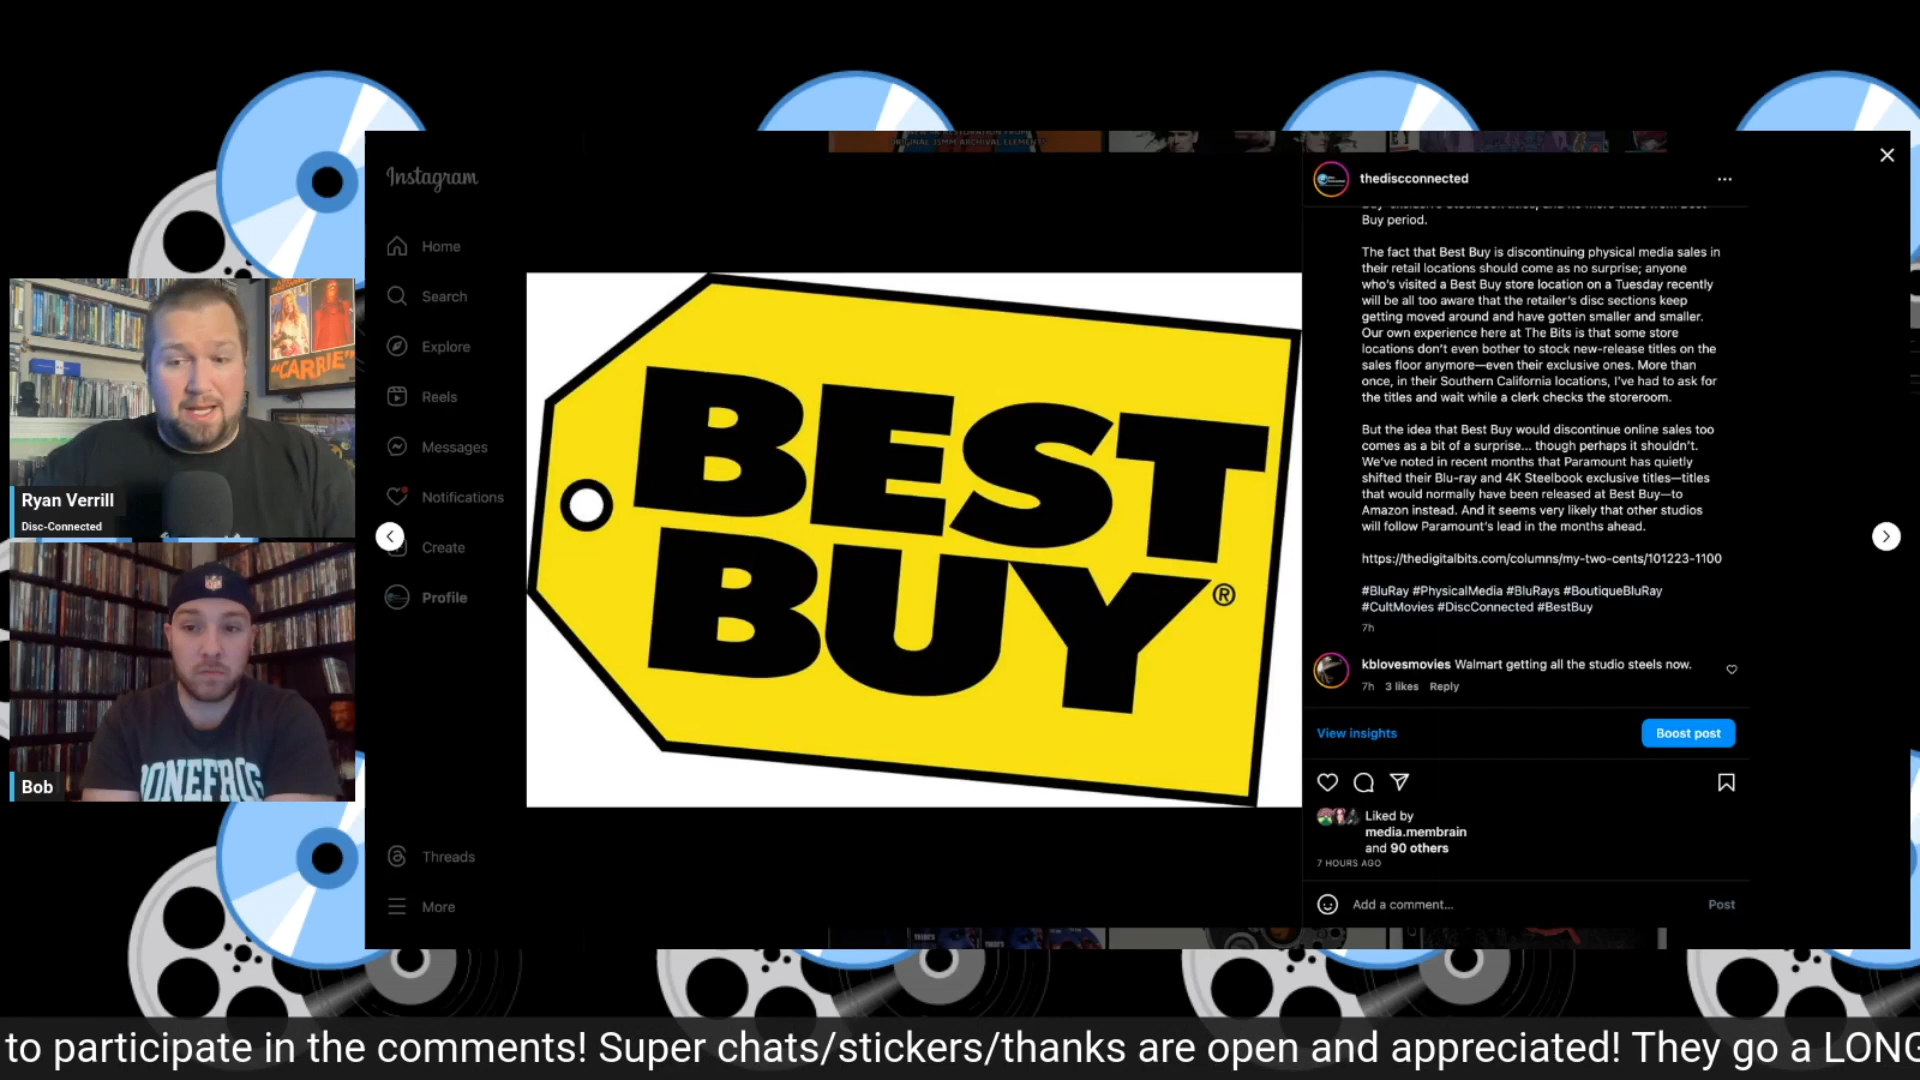 NEW 4K RESTORATION FROM
ORIGINAL 35MM ARCHIVAL ELEMENTS
Instagram
Home
Search
Explore
Reels
Messages
Notifications
Create
Profile
Threads
More
"CARRIE"
Ryan Verrill
Disc-Connected
BONEFROG
Bob
BEST
BUY®
thediscconnected
Buy period.
The fact that Best Buy is discontinuing physical media sales in
their retail locations should come as no surprise; anyone
who's visited a Best Buy store location on a Tuesday recently
will be all too aware that the retailer's disc sections keep
getting moved around and have gotten smaller and smaller.
Our own experience here at The Bits is that some store
locations don't even bother to stock new-release titles on the
sales floor anymore—even their exclusive ones. More than
once, in their Southern California locations, I've had to ask for
the titles and wait while a clerk checks the storeroom.
But the idea that Best Buy would discontinue online sales too
comes as a bit of a surprise... though perhaps it shouldn't.
We've noted in recent months that Paramount has quietly
shifted their Blu-ray and 4K Steelbook exclusive titles—titles
that would normally have been released at Best Buy—to
Amazon instead. And it seems very likely that other studios
will follow Paramount's lead in the months ahead.
https://thedigitalbits.com/columns/my-two-cents/101223-1100
#BluRay #PhysicalMedia #BluRays #BoutiqueBluRay
#CultMovies #DiscConnected #BestBuy
7h
kblovesmovies Walmart getting all the studio steels now.
7h 3 likes Reply
View insights
Boost post
Liked by
media.membrain
and 90 others
7 HOURS AGO
Add a comment...
Post
to participate in the comments! Super chats/stickers/thanks are open and appreciated! They go a LONG